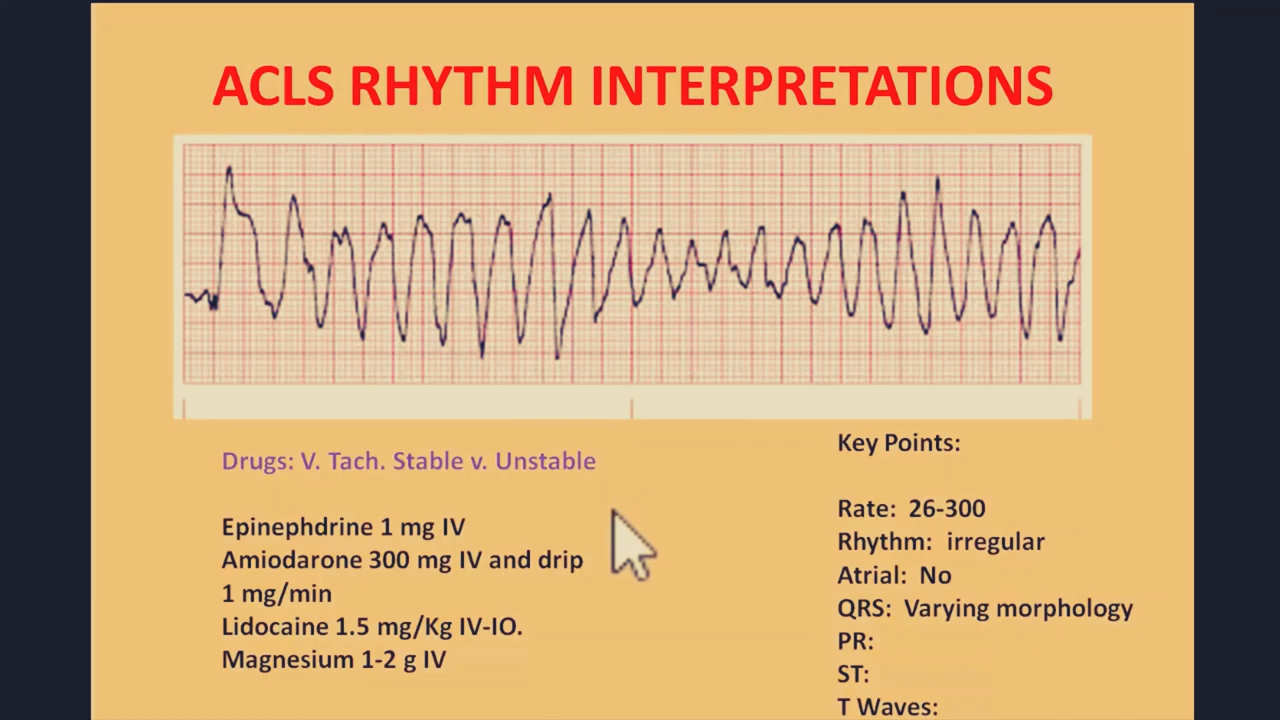 ACLS RHYTHM INTERPRETATIONS
Drugs: V. Tach. Stable v. Unstable
Epinephdrine 1 mg IV
Amiodarone 300 mg IV and drip
1 mg/min
Lidocaine 1.5 mg/Kg IV-IO.
Magnesium 1-2 g IV
Key Points:
Rate: 26-300
Rhythm: irregular
Atrial: No
QRS: Varying morphology
PR:
ST:
T Waves: